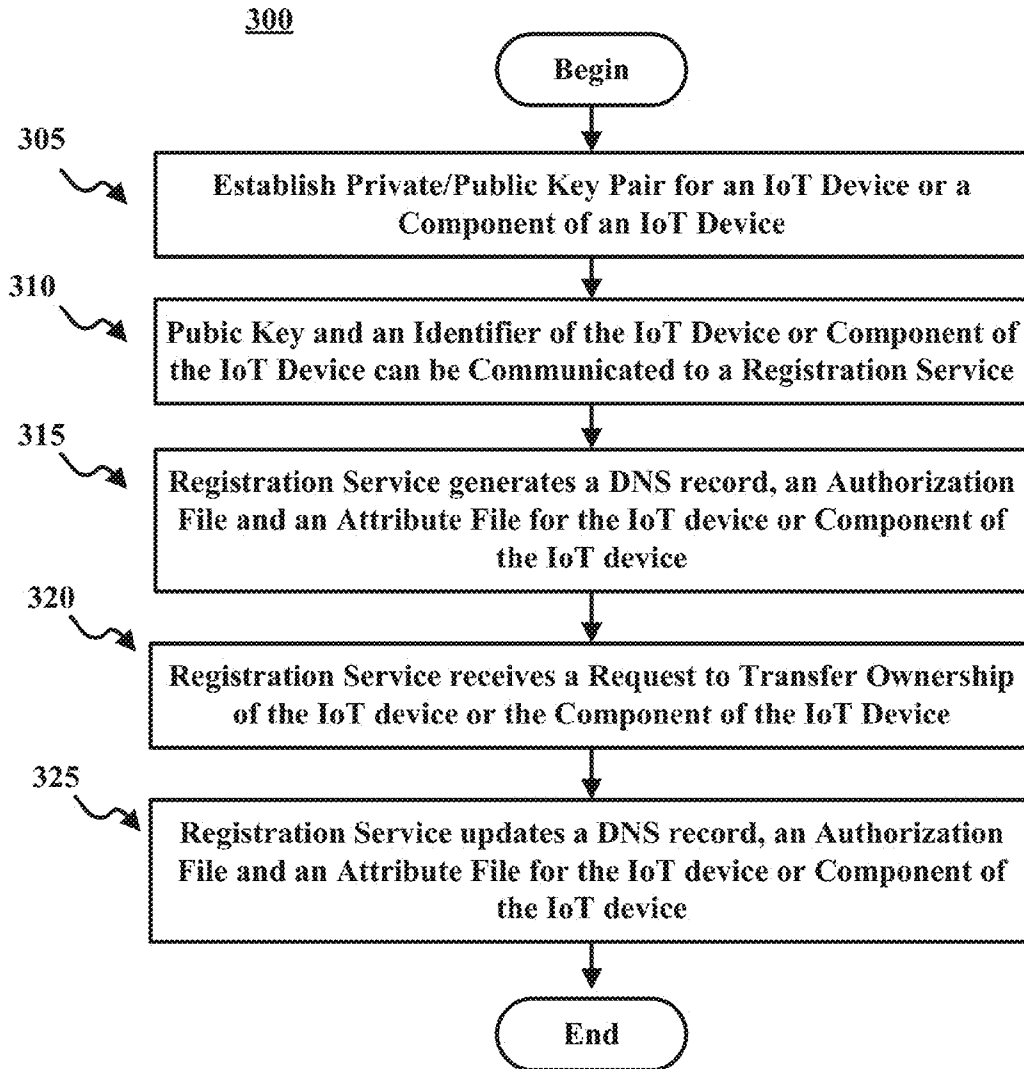 300
Begin
305
Establish Private/Public Key Pair for an IoT Device or a
Component of an IoT Device
310
Pubic Key and an Identifier of the IoT Device or Component of
the IoT Device can be Communicated to a Registration Service
315
Registration Service generates a DNS record, an Authorization
File and an Attribute File for the IoT device or Component of
the IoT device
320
Registration Service receives a Request to Transfer Ownership
of the IoT device or the Component of the IoT Device
325
Registration Service updates a DNS record, an Authorization
File and an Attribute File for the IoT device or Component of
the IoT device
End